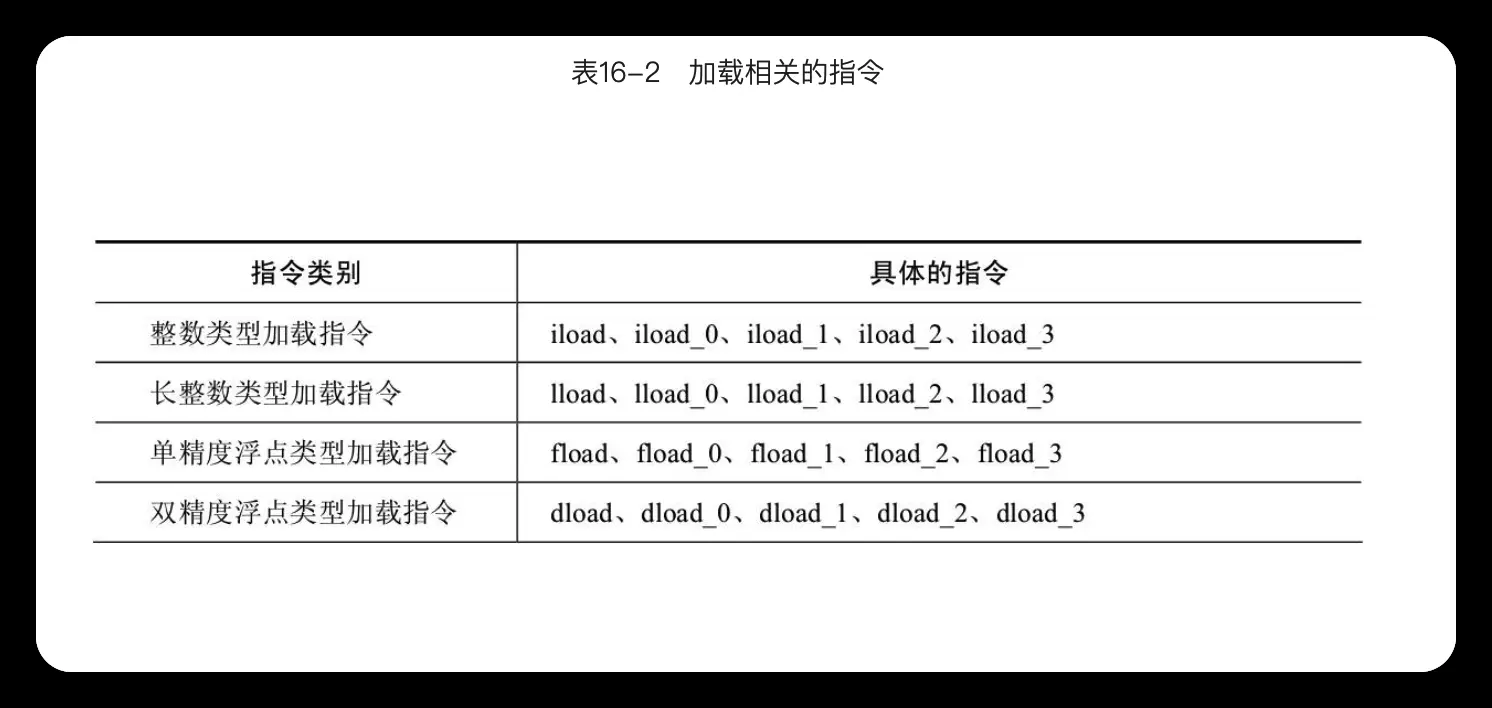 表16-2 加载相关的指令
指令类别 具体的指令
整数类型加载指令 iload、iload_0、iload_1、iload_2、iload_3
长整数类型加载指令 lload、lload_0、lload_1、lload_2、lload_3
单精度浮点类型加载指令 fload、fload_0、fload_1、fload_2、fload_3
双精度浮点类型加载指令 dload、dload_0、dload_1、dload_2、dload_3